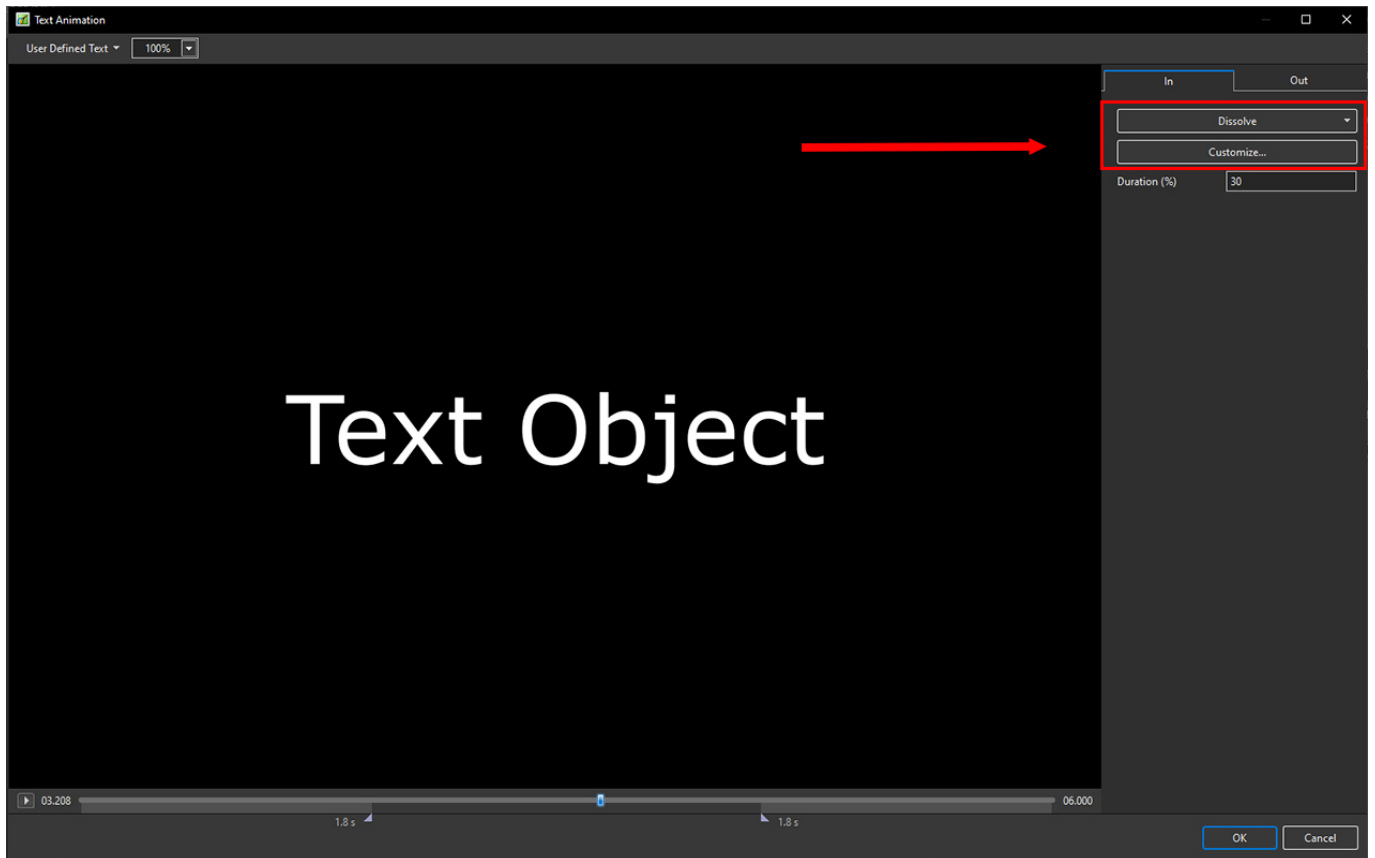 Text Animation
User Defined Text 100%
In Out
Dissolve
Customize...
Duration (%) 30
Text Object
03.208 06.000
1.8 s 1.8 s
OK Cancel